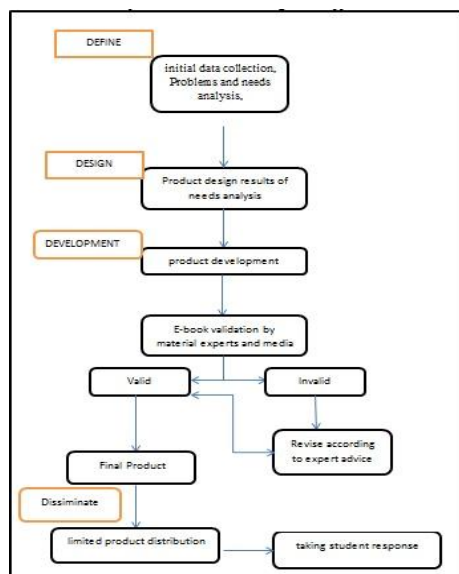 DEFINE
initial data collection,
Problems and needs
analysis,
DESIGN
Product design results of
needs analysis
DEVELOPMENT
product development
E-book validation by
material experts and media
Valid
Invalid
Revise according
to expert advice
Final Product
Dissiminate
limited product distribution
taking student response